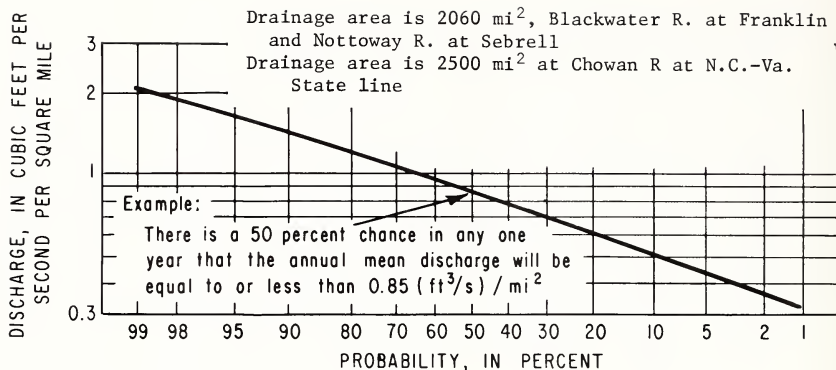 Drainage area is 2060 mi², Blackwater R. at Franklin
and Nottoway R. at Sebrell
Drainage area is 2500 mi² at Chowan R at N.C.-Va.
State line
DISCHARGE, IN CUBIC FEET PER
SECOND PER SQUARE MILE
3
2
1
0.3
Example:
There is a 50 percent chance in any one
year that the annual mean discharge will be
equal to or less than 0.85 (ft³/s)/mi²
99 98 95 90 80 70 60 50 40 30 20 10 5 2 1
PROBABILITY, IN PERCENT